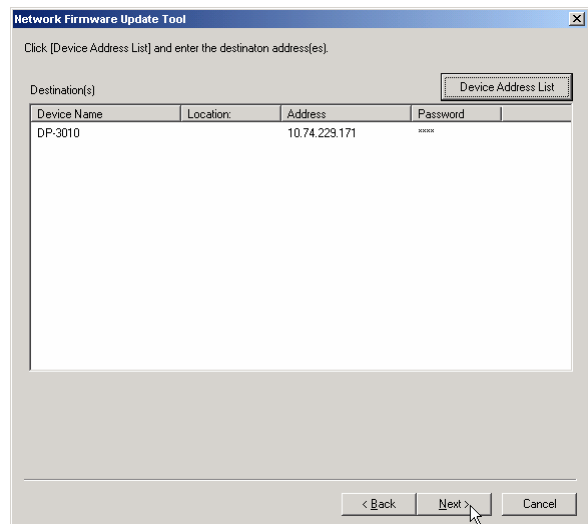 Network Firmware Update Tool
Click [Device Address List] and enter the destinaton address(es).
Device Address List
Destination(s)
Device Name Location: Address Password
DP-3010 10.74.229.171 ****
< Back Next > Cancel